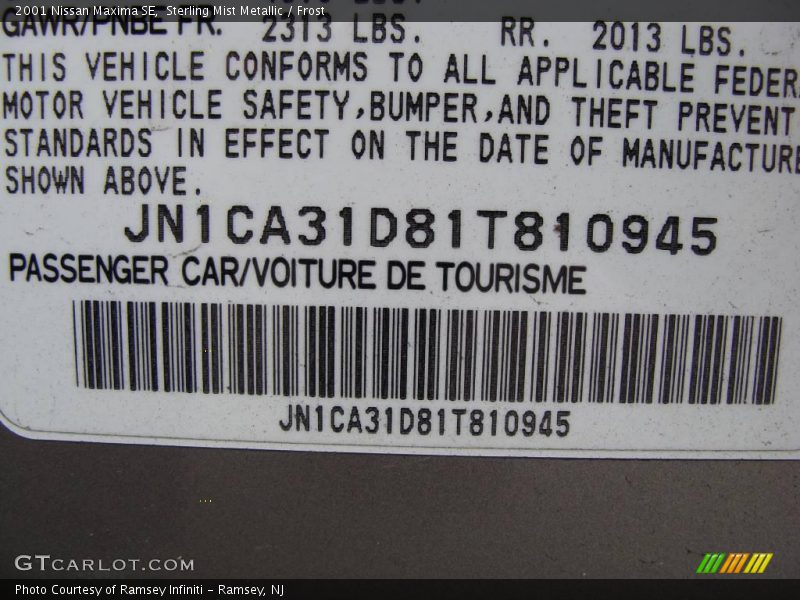 2001 Nissan Maxima SE, Sterling Mist Metallic / Frost
GAWR/PNBE FR. 2313 LBS. RR. 2013 LBS.
THIS VEHICLE CONFORMS TO ALL APPLICABLE FEDER
MOTOR VEHICLE SAFETY,BUMPER,AND THEFT PREVENT
STANDARDS IN EFFECT ON THE DATE OF MANUFACTURE
SHOWN ABOVE.
JN1CA31D81T810945
PASSENGER CAR/VOITURE DE TOURISME
JN1CA31D81T810945
GTCARLOT.COM
Photo Courtesy of Ramsey Infiniti - Ramsey, NJ